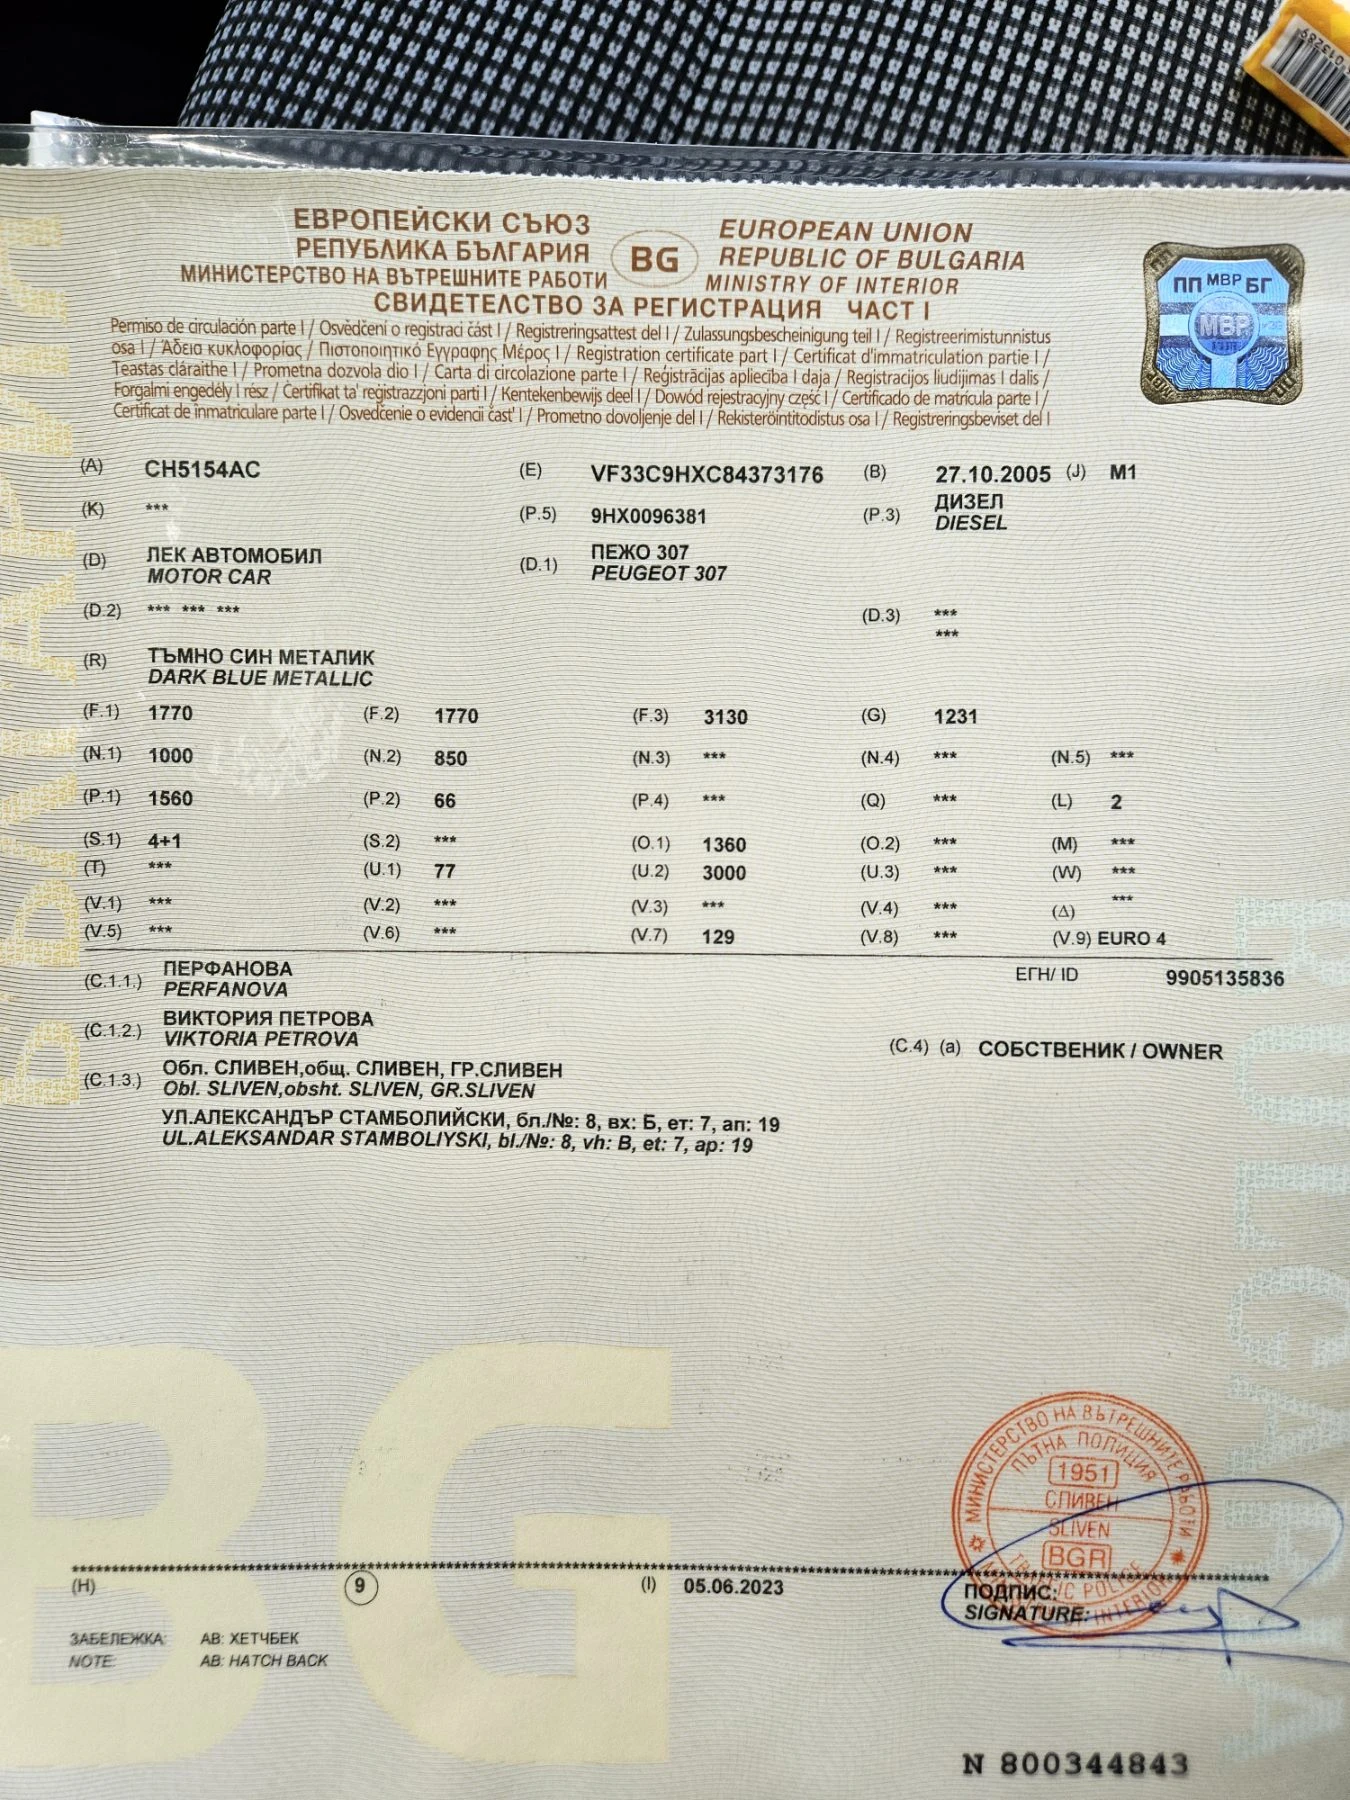 ЕВРОПЕЙСКИ СЪЮЗ
РЕПУБЛИКА БЪЛГАРИЯ
МИНИСТЕРСТВО НА ВЪТРЕШНИТЕ РАБОТИ
BG
EUROPEAN UNION
REPUBLIC OF BULGARIA
MINISTRY OF INTERIOR
СВИДЕТЕЛСТВО ЗА РЕГИСТРАЦИЯ ЧАСТ I
Permiso de circulación parte I / Osvědčení o registraci část I / Registreringsattest del I / Zulassungsbescheinigung teil I / Registreerimistunnistus
osa I / Άδεια κυκλοφορίας / Πιστοποιητικό Εγγραφης Μέρος I / Registration certificate part I / Certificat d'immatriculation partie I /
Teastas cláraithe I / Prometna dozvola dio I / Carta di circolazione parte I / Reģistrācijas apliecība I daja / Registracijos liudijimas I dalis /
Forgalmi engedély I rész / Certifikat ta' reġistrazzjoni parti I / Kentekenbewijs deel I / Dowód rejestracyjny część I / Certificado de matrícula parte I /
Certificat de înmatriculare parte I / Osvedčenie o evidencii časť I / Prometno dovoljenje del I / Rekisteröintitodistus osa I / Registreringsbeviset del I
ПП МВР БГ
МВР
(A) CH5154AC (E) VF33C9HXC84373176 (B) 27.10.2005 (J) M1
(K) *** (P.5) 9HX0096381 (P.3) ДИЗЕЛ
DIESEL
(D) ЛЕК АВТОМОБИЛ (D.1) ПЕЖО 307
MOTOR CAR PEUGEOT 307
(D.2) *** *** *** (D.3) ***
***
(R) ТЪМНО СИН МЕТАЛИК
DARK BLUE METALLIC
(F.1) 1770 (F.2) 1770 (F.3) 3130 (G) 1231
(N.1) 1000 (N.2) 850 (N.3) *** (N.4) *** (N.5) ***
(P.1) 1560 (P.2) 66 (P.4) *** (Q) *** (L) 2
(S.1) 4+1 (S.2) *** (O.1) 1360 (O.2) *** (M) ***
(T) *** (U.1) 77 (U.2) 3000 (U.3) *** (W) ***
(V.1) *** (V.2) *** (V.3) *** (V.4) *** (Δ) ***
(V.5) *** (V.6) *** (V.7) 129 (V.8) *** (V.9) EURO 4
(C.1.1.) ПЕРФАНОВА ЕГН/ ID 9905135836
PERFANOVA
(C.1.2.) ВИКТОРИЯ ПЕТРОВА
VIKTORIA PETROVA
(C.4) (a) СОБСТВЕНИК / OWNER
(C.1.3.) Обл. СЛИВЕН,общ. СЛИВЕН, ГР.СЛИВЕН
Obl. SLIVEN,obsht. SLIVEN, GR.SLIVEN
УЛ.АЛЕКСАНДЪР СТАМБОЛИЙСКИ, бл./№: 8, вх: Б, ет: 7, ап: 19
UL.ALEKSANDAR STAMBOLIYSKI, bl./№: 8, vh: B, et: 7, ap: 19
BG
МИНИСТЕРСТВО НА ВЪТРЕШНИТЕ РАБОТИ
ПЪТНА ПОЛИЦИЯ
1951
СЛИВЕН
SLIVEN
BGR
TRAFFIC POLICE
MINISTRY OF INTERIOR
(H) 9 (I) 05.06.2023
ПОДПИС:
SIGNATURE:
ЗАБЕЛЕЖКА: АВ: ХЕТЧБЕК
NOTE: AB: HATCH BACK
N 800344843